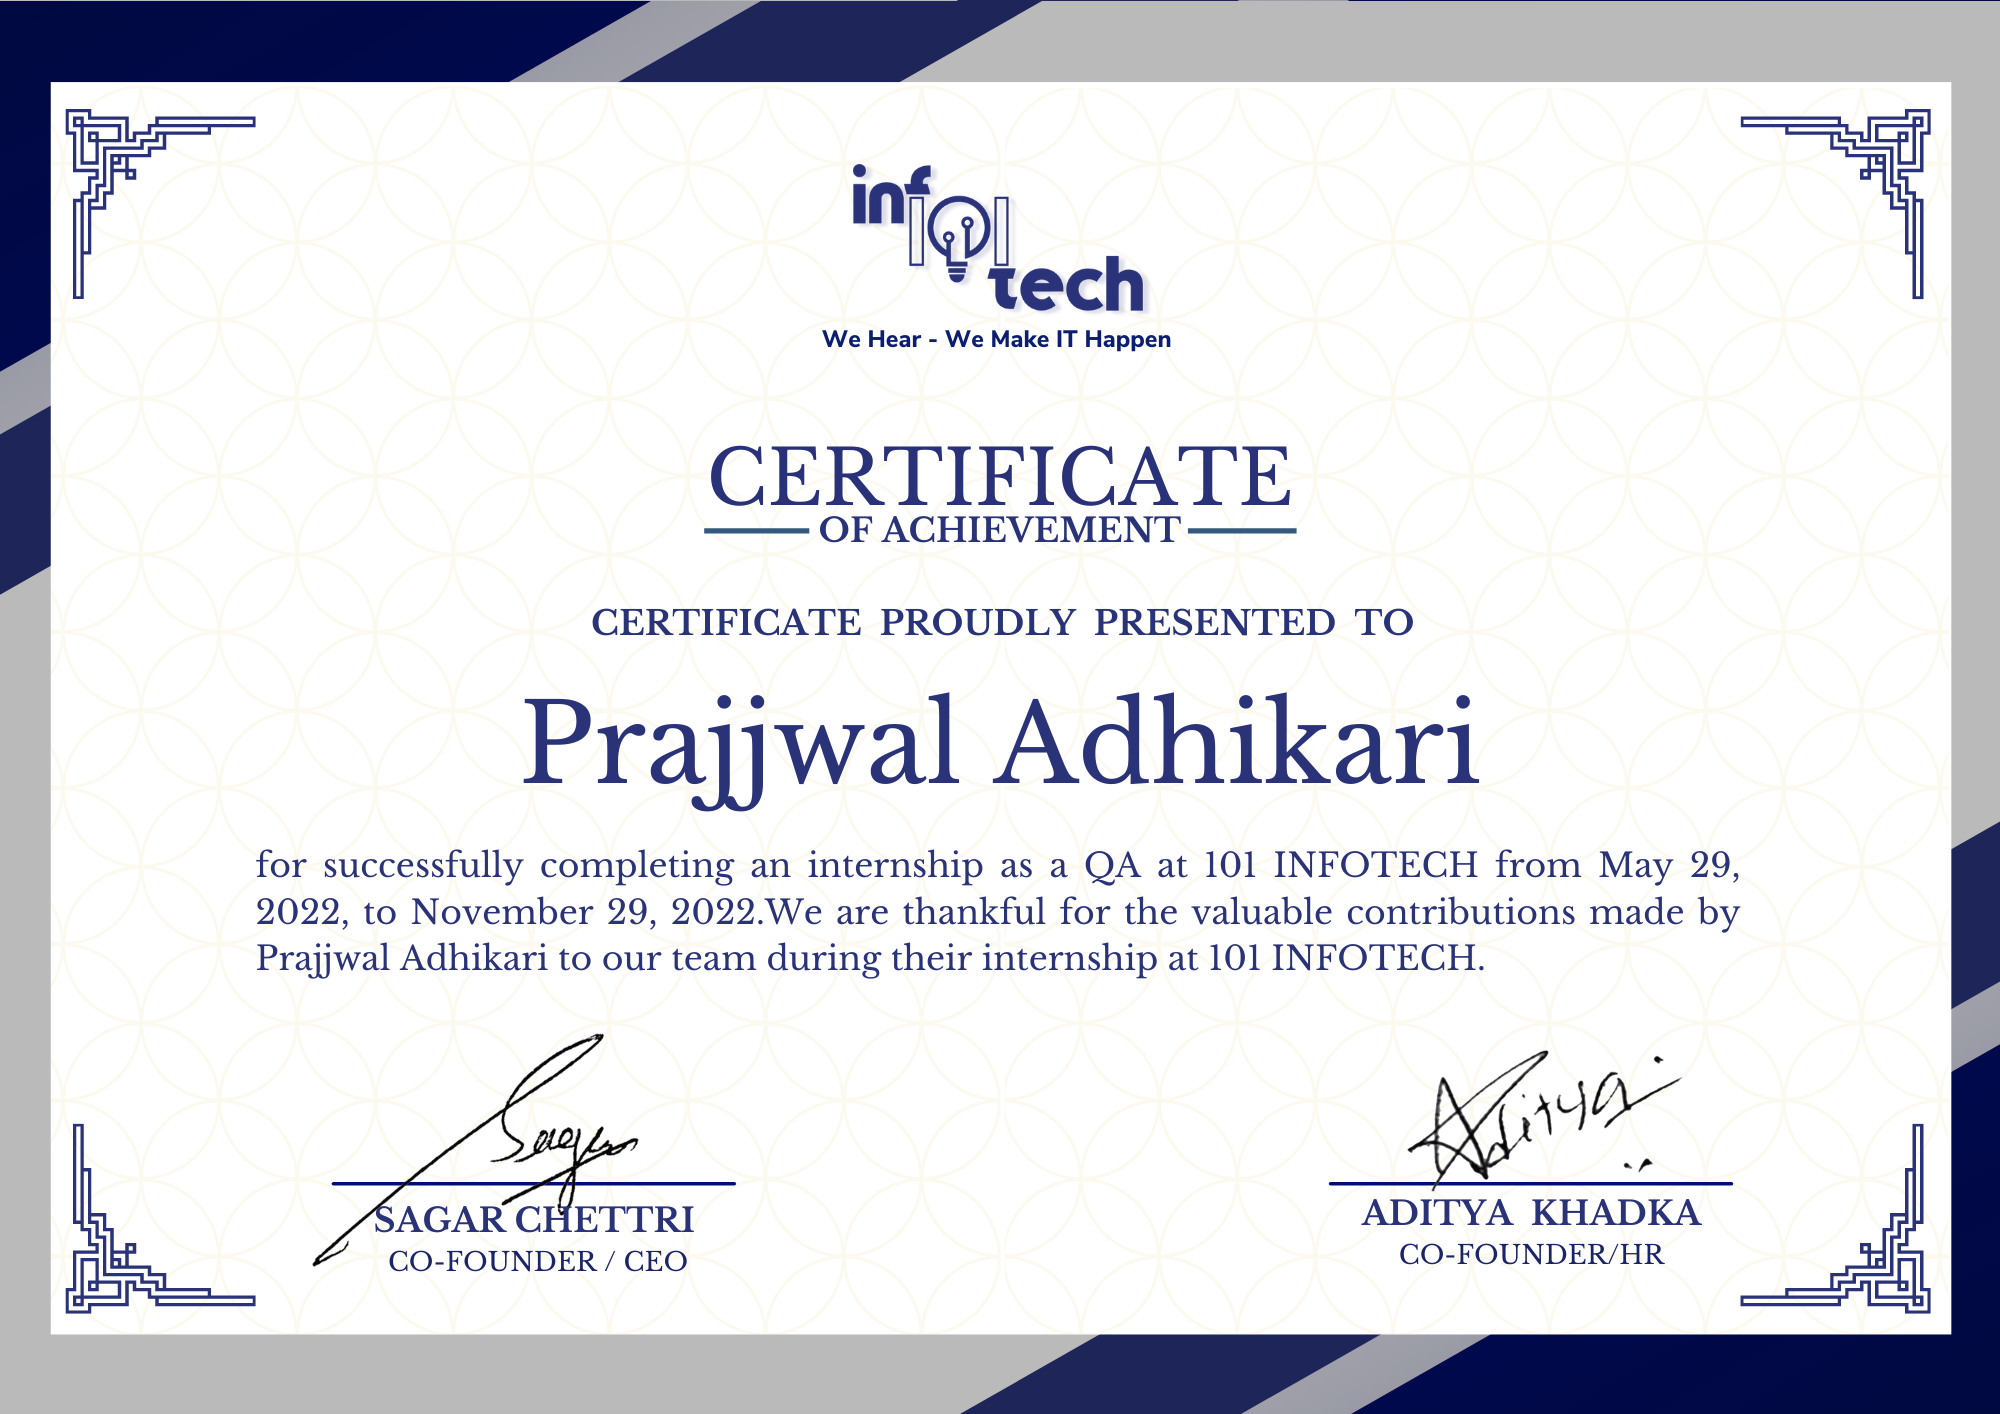 inf101
tech
We Hear - We Make IT Happen
CERTIFICATE
OF ACHIEVEMENT
CERTIFICATE PROUDLY PRESENTED TO
Prajjwal Adhikari
for successfully completing an internship as a QA at 101 INFOTECH from May 29,
2022, to November 29, 2022.We are thankful for the valuable contributions made by
Prajjwal Adhikari to our team during their internship at 101 INFOTECH.
Sagar
Aditya
SAGAR CHETTRI
ADITYA KHADKA
CO-FOUNDER / CEO
CO-FOUNDER/HR